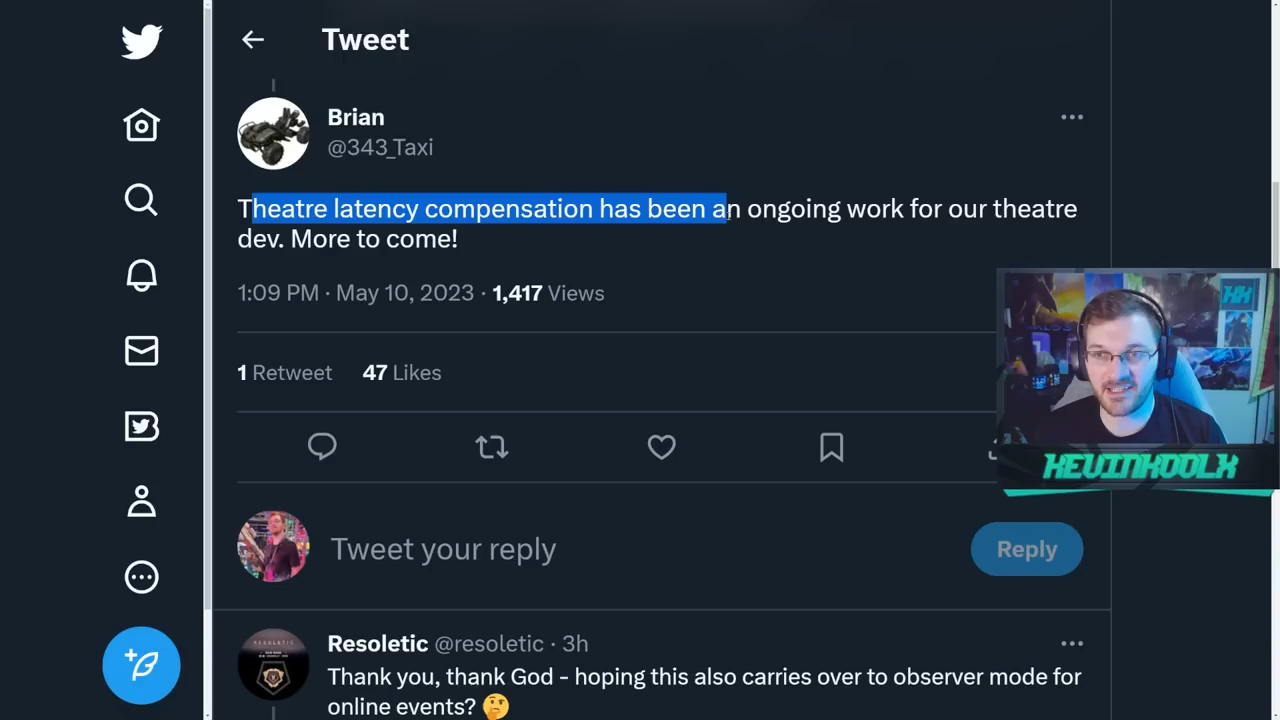 Tweet
Brian
@343_Taxi
Theatre latency compensation has been an ongoing work for our theatre
dev. More to come!
1:09 PM · May 10, 2023 · 1,417 Views
1 Retweet 47 Likes
KEVINKOOLX
Tweet your reply
Reply
Resoletic @resoletic · 3h
Thank you, thank God - hoping this also carries over to observer mode for
online events? 🤔